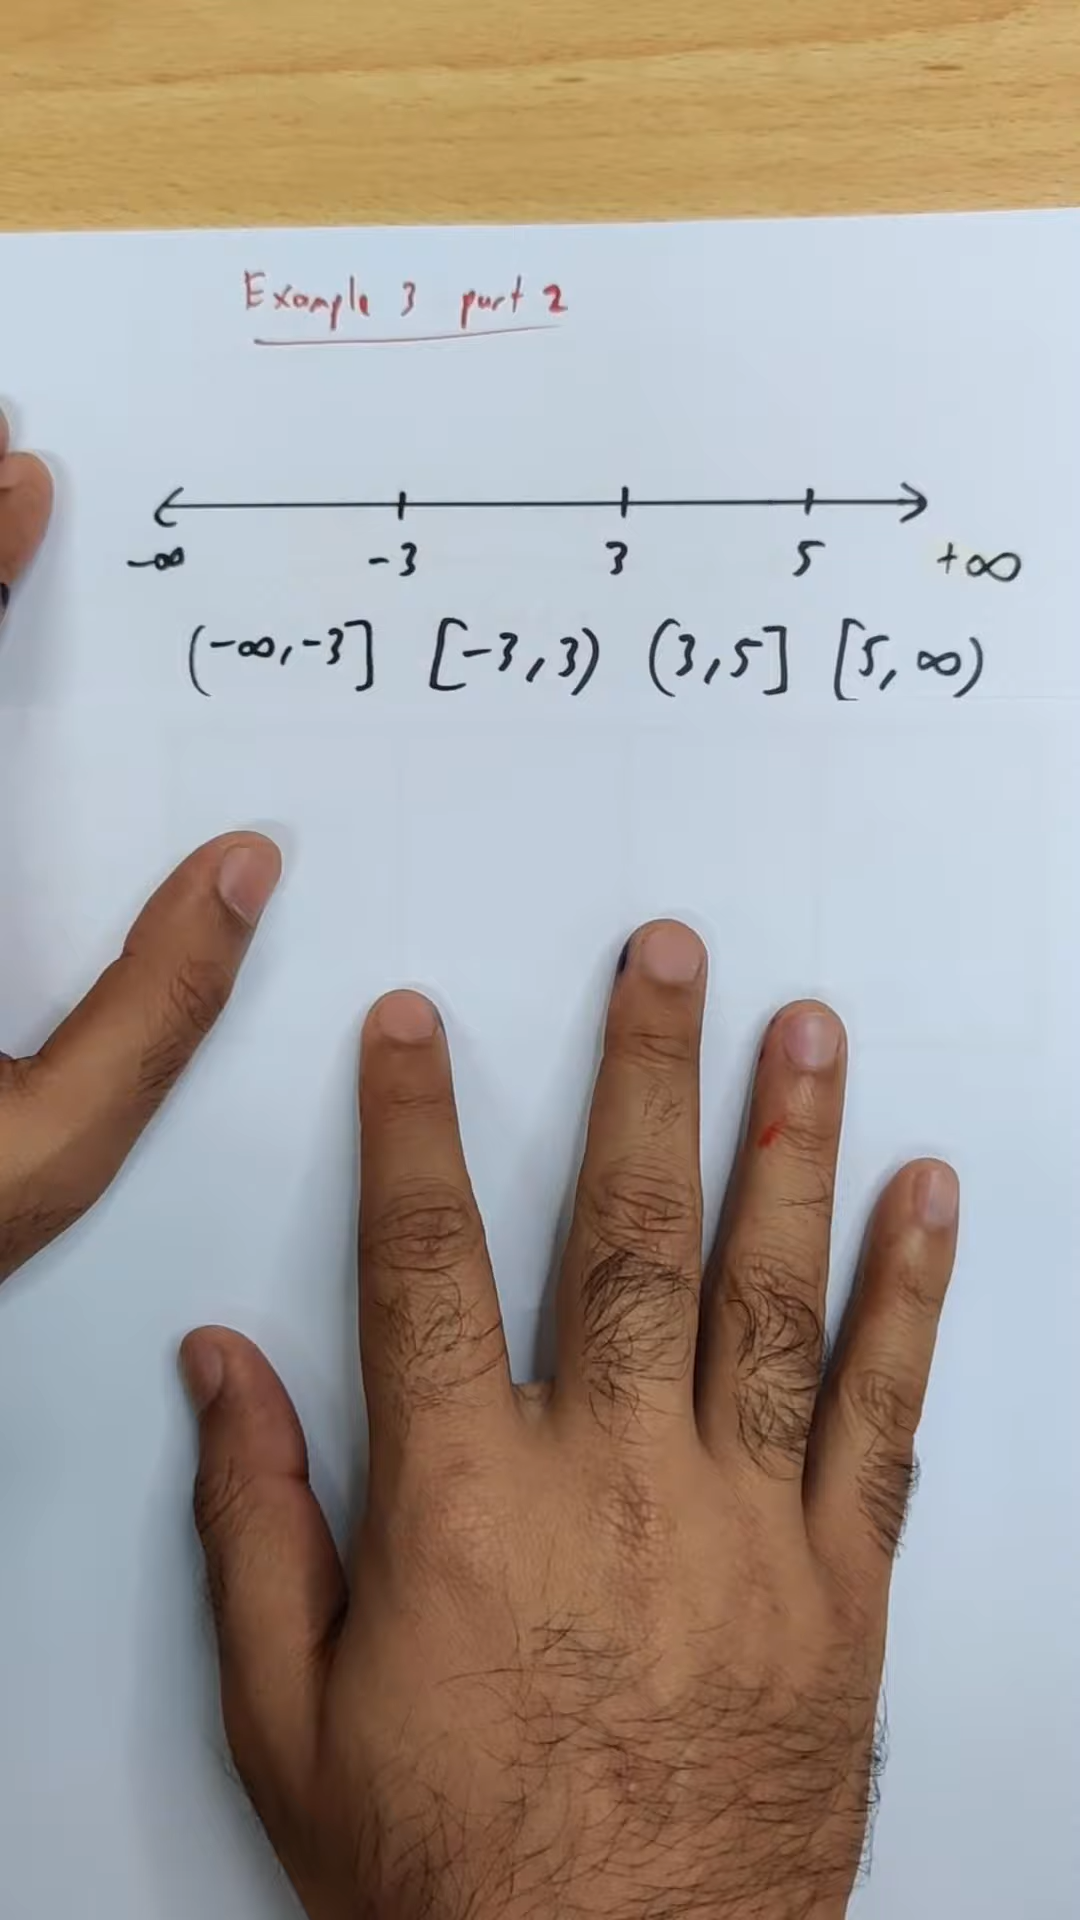 Example 3 part 2
-∞ -3 3 5 +∞
(-∞,-3] [-3,3) (3,5] [5,∞)